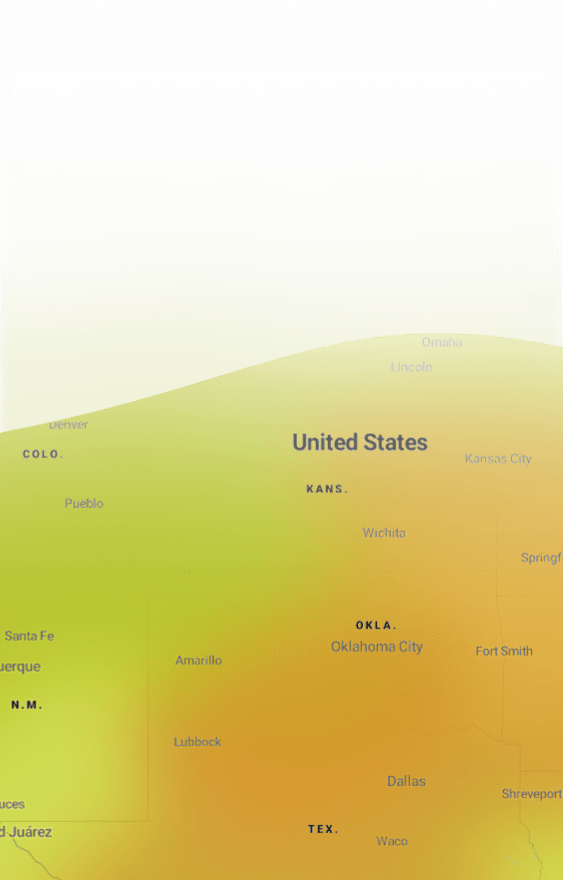 Omaha
Lincoln
Denver
United States
COLO.
Kansas City
KANS.
Pueblo
Wichita
Springf
OKLA.
Santa Fe
Oklahoma City
Fort Smith
Amarillo
uerque
N.M.
Lubbock
Dallas
Shreveport
uces
TEX.
d Juárez
Waco